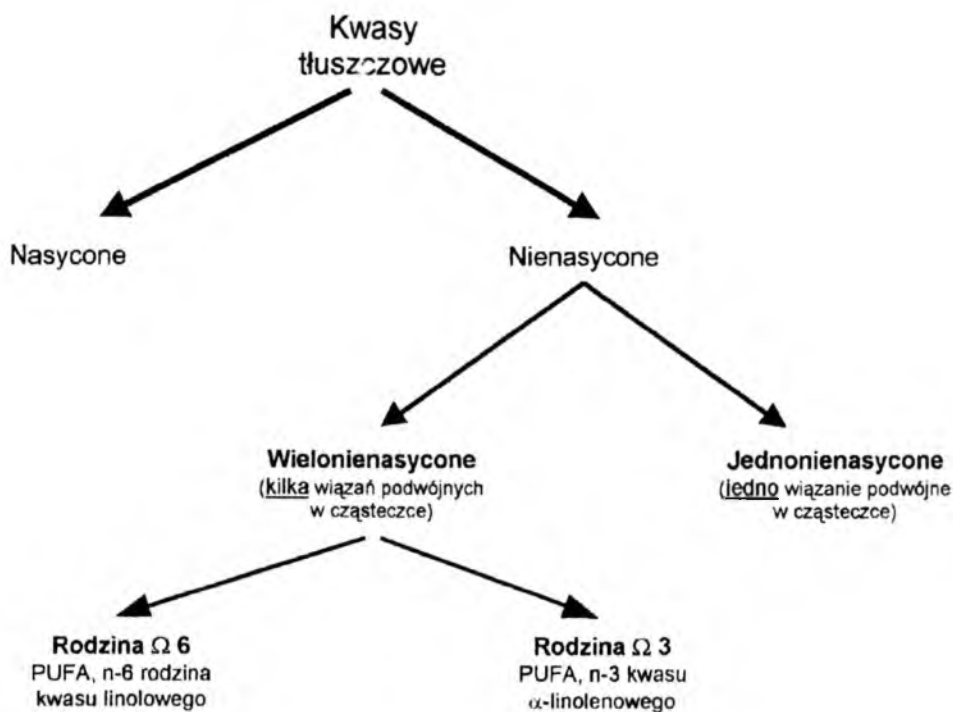 Kwasy
tłuszczowe
Nasycone
Nienasycone
Wielonienasycone
(kilka wiązań podwójnych
w cząsteczce)
Jednonienasycone
(jedno wiązanie podwójne
w cząsteczce)
Rodzina Ω 6
PUFA, n-6 rodzina
kwasu linolowego
Rodzina Ω 3
PUFA, n-3 kwasu
α-linolenowego